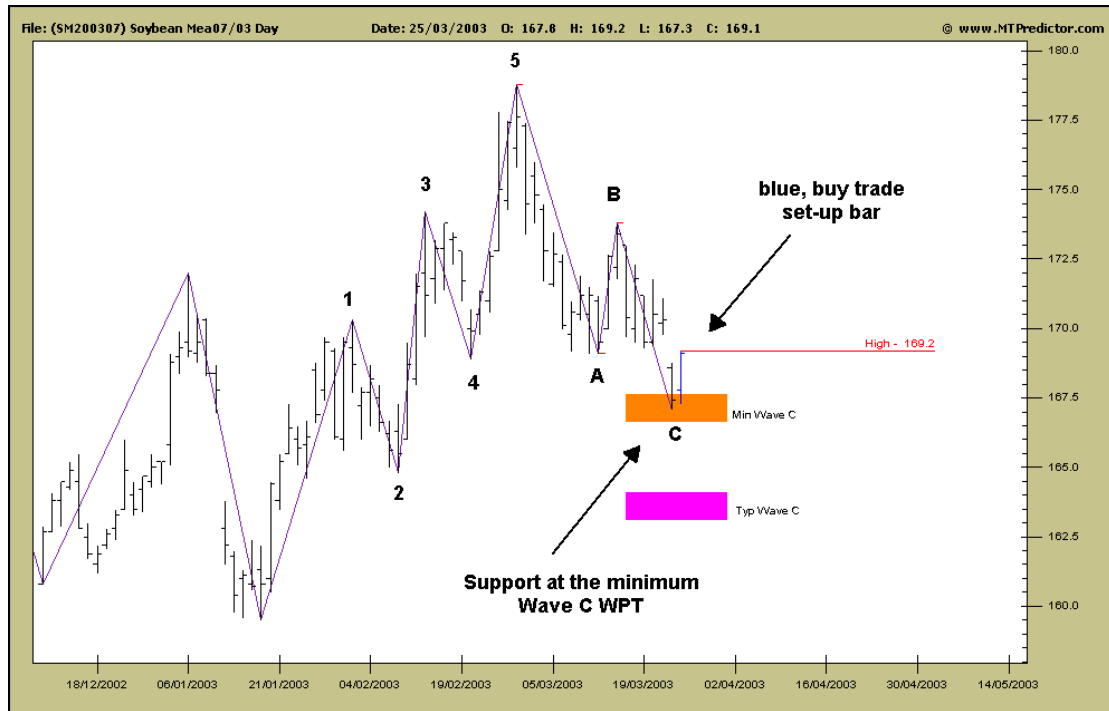 File: (SM200307) Soybean Mea07/03 Day Date: 25/03/2003 O: 167.8 H: 169.2 L: 167.3 C: 169.1 @ www.MTPredictor.com
180.0
5
177.5
3
175.0
B
blue, buy trade
set-up bar
172.5
1
170.0
High - 169.2
4
A
167.5
Min Wave C
C
2
165.0
Typ Wave C
162.5
Support at the minimum
Wave C WPT
160.0
18/12/2002 06/01/2003 21/01/2003 04/02/2003 19/02/2003 05/03/2003 19/03/2003 02/04/2003 16/04/2003 30/04/2003 14/05/2003